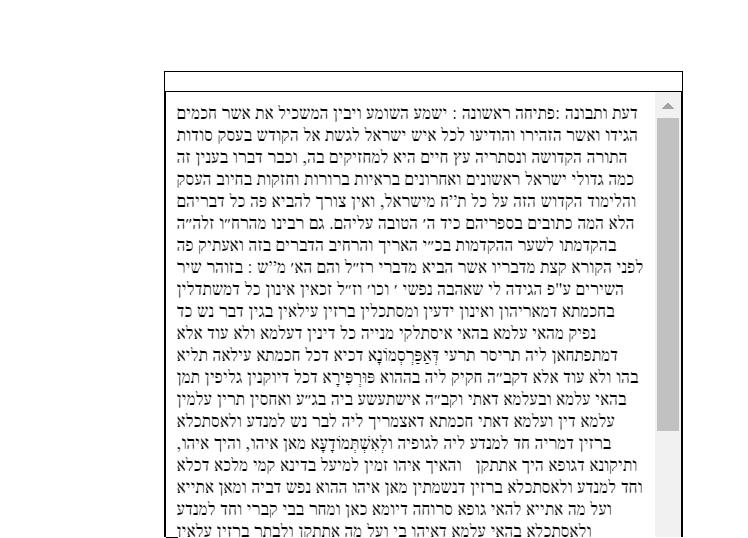 דעת ותבונה :פתיחה ראשונה : ישמע השומע ויבין המשכיל את אשר חכמים
הגידו ואשר הזהירו והודיעו לכל איש ישראל לגשת אל הקודש בעסק סודות
התורה הקדושה ונסתריה עץ חיים היא למחזיקים בה, וכבר דברו בענין זה
כמה גדולי ישראל ראשונים ואחרונים בראיות ברורות וחזקות בחיוב העסק
והלימוד הקדוש הזה על כל ת״ח מישראל, ואין צורך להביא פה כל דבריהם
הלא המה כתובים בספריהם כיד ה׳ הטובה עליהם. גם רבינו מהרח״ו זלה״ה
בהקדמתו לשער ההקדמות בכ״י האריך והרחיב הדברים בזה ואעתיק פה
לפני הקורא קצת מדבריו אשר הביא מדברי רז״ל והם הא׳ מ״ש : בזוהר שיר
השירים ע"פ הגידה לי שאהבה נפשי ׳ וכו׳ וז״ל זכאין אינון כל דמשתדלין
בחכמתא דמאריהון ואינון ידעין ומסתכלין ברזין עילאין בגין דבר נש כד
נפיק מהאי עלמא בהאי איסתלקי מנייה כל דינין דעלמא ולא עוד אלא
דמתפתחאן ליה תריסר תרעי דְּאַפַּרְסְמוֹנָא דכיא דכל חכמתא עילאה תליא
בהו ולא עוד אלא דקב״ה חקיק ליה בההוא פּוּרְפִּירָא דכל דיוקנין גליפין תמן
בהאי עלמא ובעלמא דאתי וקב״ה אישתעשע ביה בג״ע ואחסין תרין עלמין
עלמא דין ועלמא דאתי חכמתא דאצמריך ליה לבר נש למנדע ולאסתכלא
ברזין דמריה חד למנדע ליה לגופיה ולְאִשְׁתְּמוֹדָעָא מאן איהו, והיך איהו,
ותיקונא דגופא היך אתתקן והאיך איהו זמין למיעל בדינא קמי מלכא דכלא
וחד למנדע ולאסתכלא ברזין דנשמתין מאן איהו ההוא נפש דביה ומאן אתייא
ועל מה אתייא להאי גופא סרוחה דיומא כאן ומחר בבי קברי וחד למנדע
ולאסתכלא בהאי עלמא דאיהו בי ועל מה אתתקן ולבתר ברזין עלאין